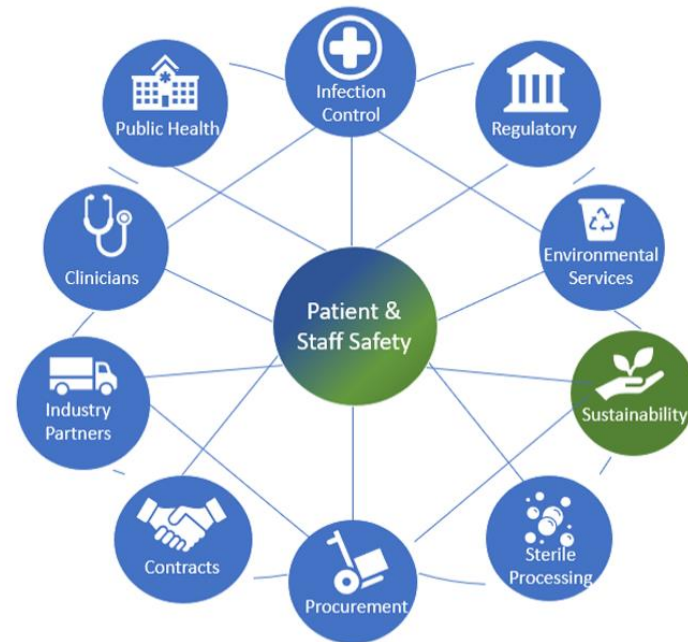 Infection
Control
Public Health
Regulatory
Clinicians
Environmental
Services
Patient &
Staff Safety
Industry
Partners
Sustainability
Contracts
Sterile
Processing
Procurement